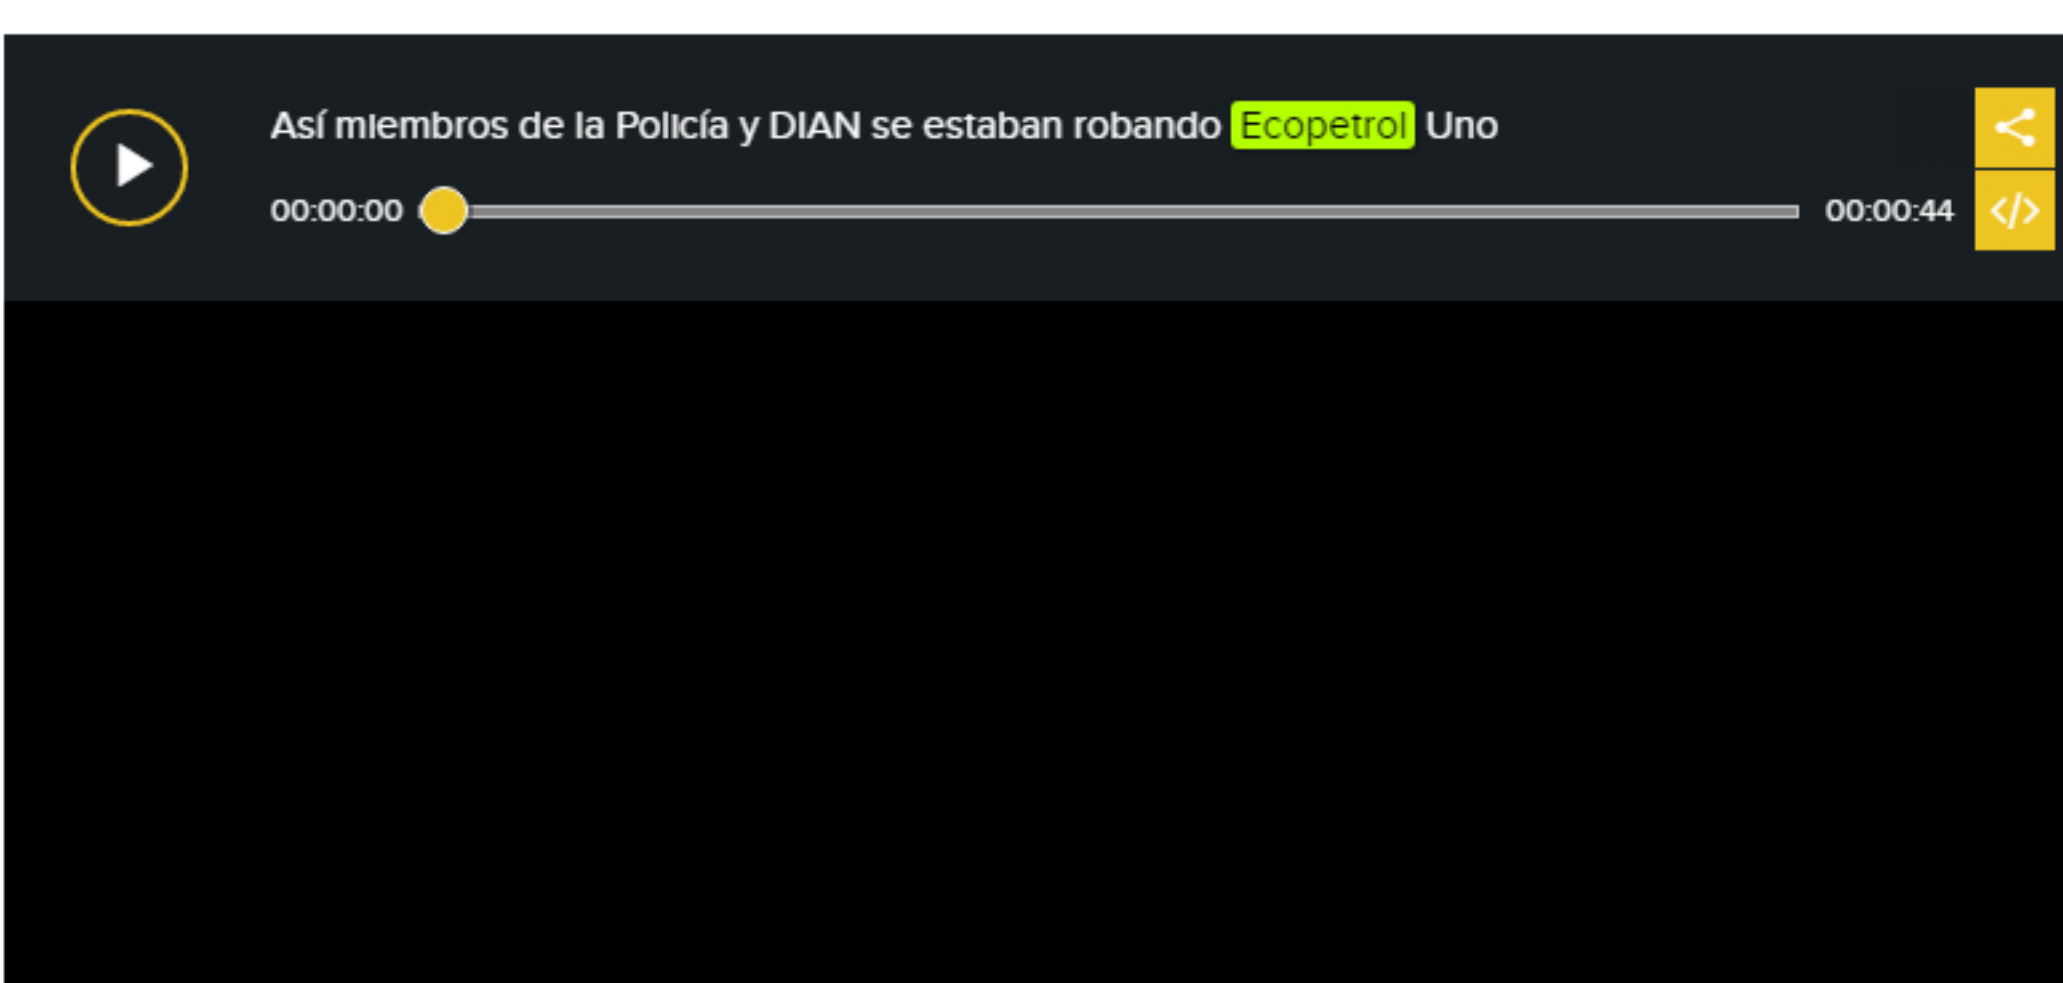 Así miembros de la Policía y DIAN se estaban robando Ecopetrol Uno
00:00:00 00:00:44